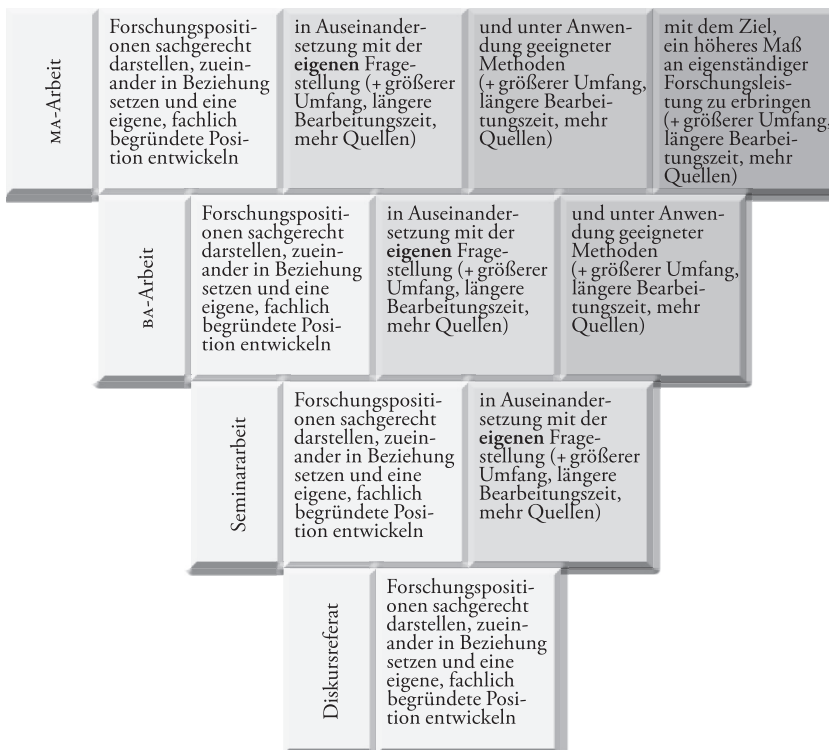 MA-Arbeit
Forschungspositi-
onen sachgerecht
darstellen, zuein-
ander in Beziehung
setzen und eine
eigene, fachlich
begründete Posi-
tion entwickeln
in Auseinander-
setzung mit der
eigenen Frage-
stellung (+ größerer
Umfang, längere
Bearbeitungszeit,
mehr Quellen)
und unter Anwen-
dung geeigneter
Methoden
(+ größerer Umfang,
längere Bearbei-
tungszeit, mehr
Quellen)
mit dem Ziel,
ein höheres Maß
an eigenständiger
Forschungsleis-
tung zu erbringen
(+ größerer Umfang,
längere Bearbei-
tungszeit, mehr
Quellen)
BA-Arbeit
Forschungspositi-
onen sachgerecht
darstellen, zuein-
ander in Beziehung
setzen und eine
eigene, fachlich
begründete Posi-
tion entwickeln
in Auseinander-
setzung mit der
eigenen Frage-
stellung (+ größerer
Umfang, längere
Bearbeitungszeit,
mehr Quellen)
und unter Anwen-
dung geeigneter
Methoden
(+ größerer Umfang,
längere Bearbei-
tungszeit, mehr
Quellen)
Seminararbeit
Forschungspositi-
onen sachgerecht
darstellen, zuein-
ander in Beziehung
setzen und eine
eigene, fachlich
begründete Posi-
tion entwickeln
in Auseinander-
setzung mit der
eigenen Frage-
stellung (+ größerer
Umfang, längere
Bearbeitungszeit,
mehr Quellen)
Diskursreferat
Forschungspositi-
onen sachgerecht
darstellen, zuein-
ander in Beziehung
setzen und eine
eigene, fachlich
begründete Posi-
tion entwickeln